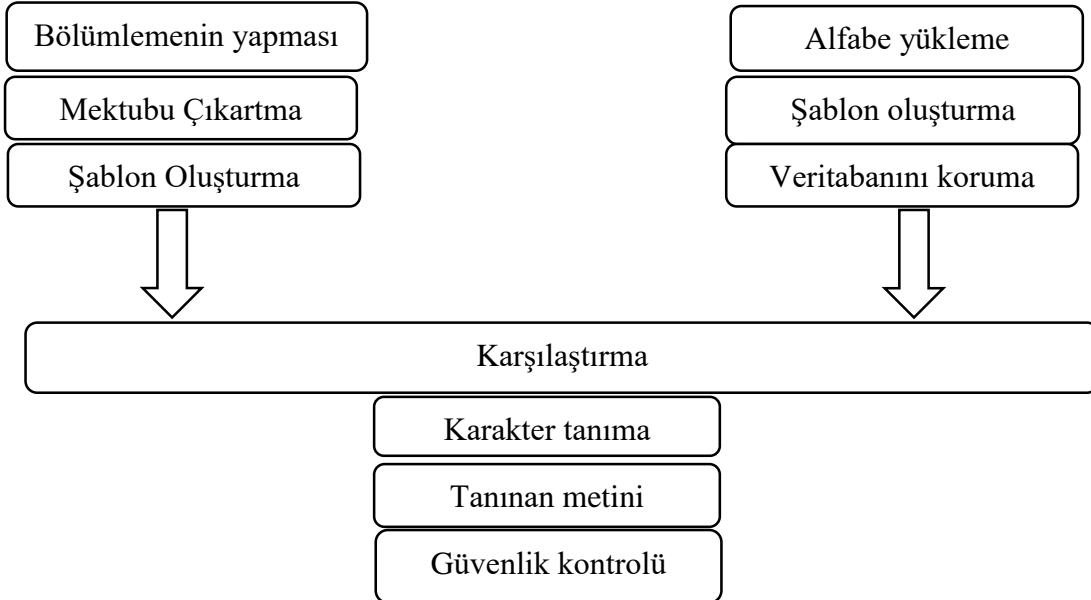 Bölümlemenin yapması
Mektubu Çıkartma
Şablon Oluşturma
Alfabe yükleme
Şablon oluşturma
Veritabanını koruma
Karşılaştırma
Karakter tanıma
Tanınan metini
Güvenlik kontrolü